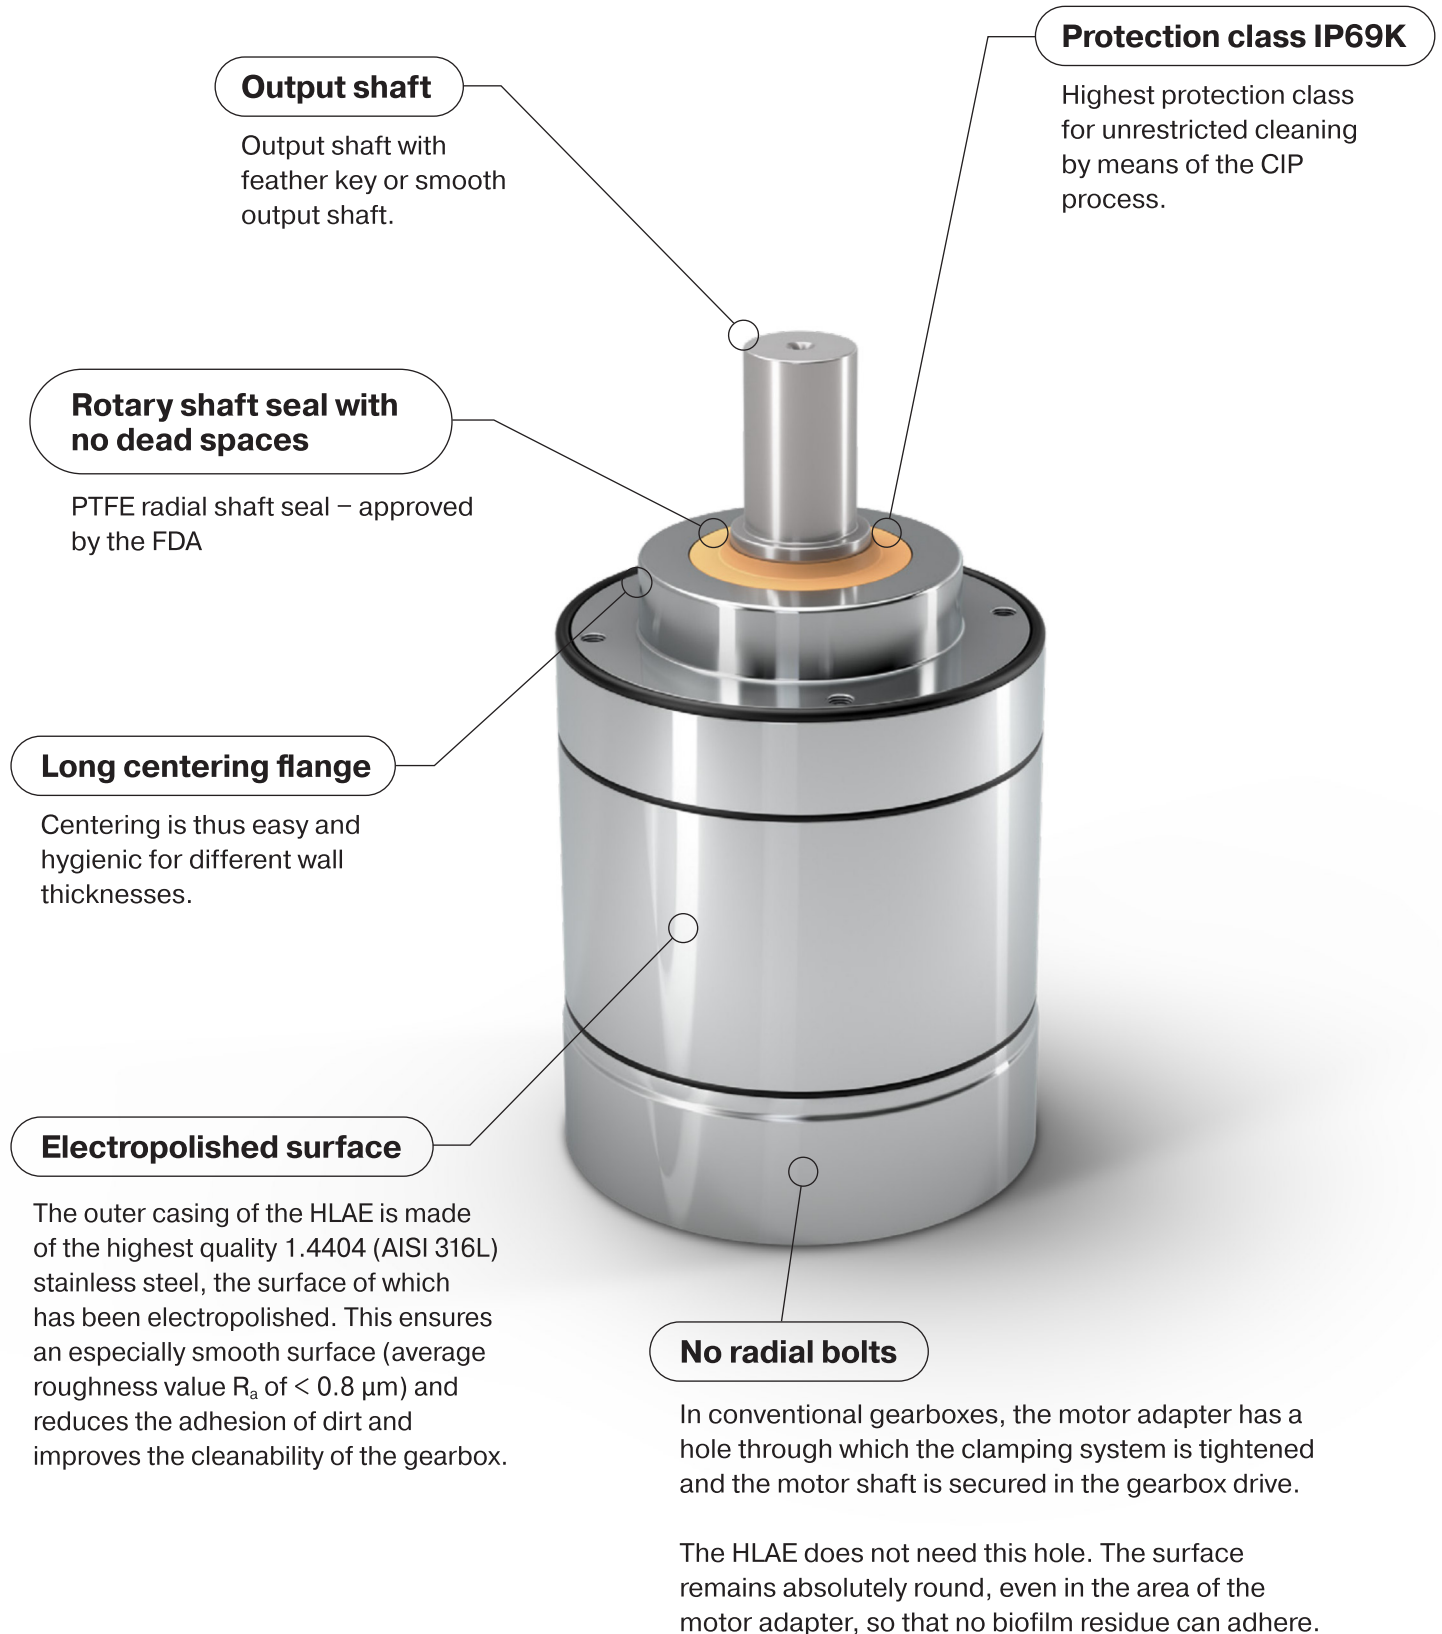 Output shaft
Output shaft with
feather key or smooth
output shaft.
Protection class IP69K
Highest protection class
for unrestricted cleaning
by means of the CIP
process.
Rotary shaft seal with
no dead spaces
PTFE radial shaft seal – approved
by the FDA
Long centering flange
Centering is thus easy and
hygienic for different wall
thicknesses.
Electropolished surface
The outer casing of the HLAE is made
of the highest quality 1.4404 (AISI 316L)
stainless steel, the surface of which
has been electropolished. This ensures
an especially smooth surface (average
roughness value Rₐ of < 0.8 µm) and
reduces the adhesion of dirt and
improves the cleanability of the gearbox.
No radial bolts
In conventional gearboxes, the motor adapter has a
hole through which the clamping system is tightened
and the motor shaft is secured in the gearbox drive.
The HLAE does not need this hole. The surface
remains absolutely round, even in the area of the
motor adapter, so that no biofilm residue can adhere.